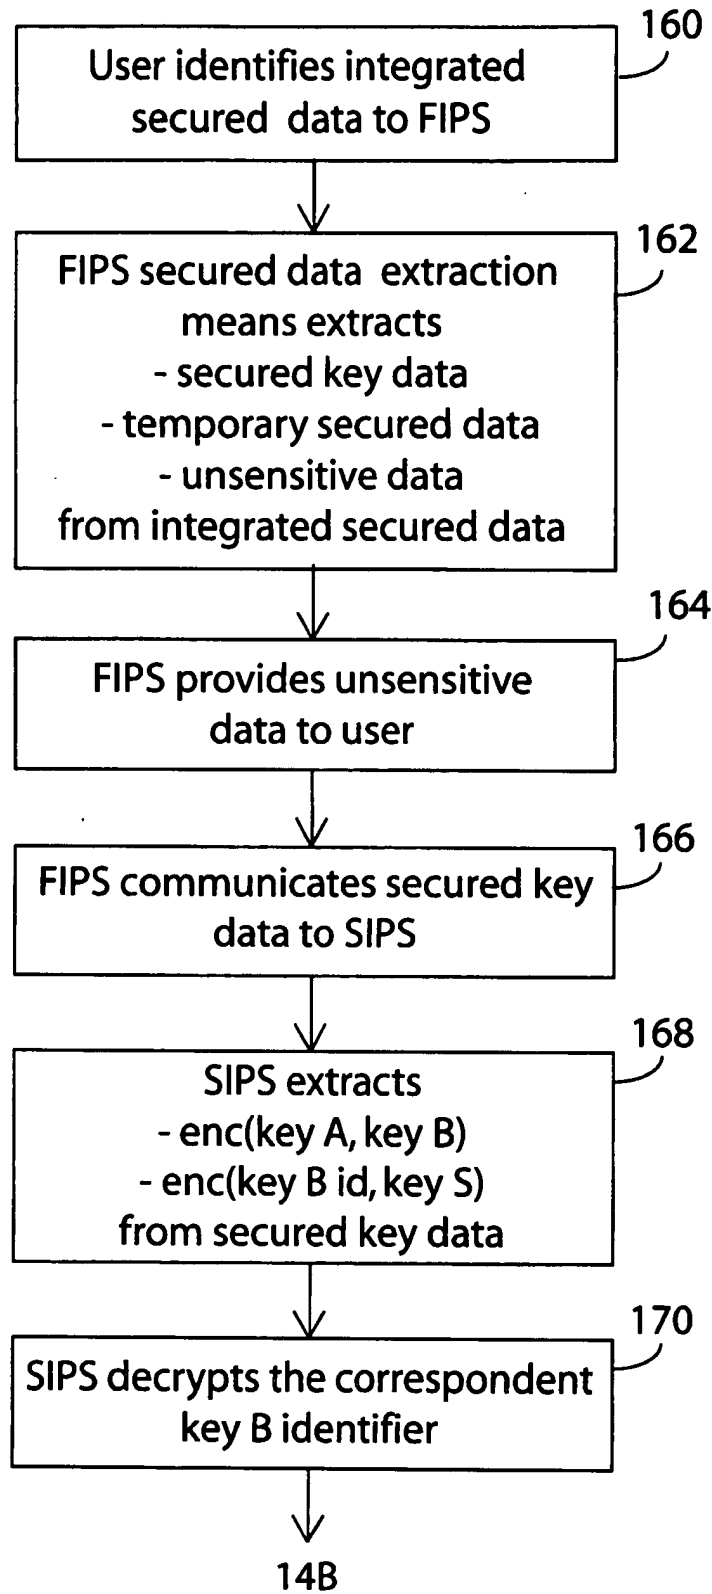 160
User identifies integrated
secured data to FIPS
162
FIPS secured data extraction
means extracts
- secured key data
- temporary secured data
- unsensitive data
from integrated secured data
164
FIPS provides unsensitive
data to user
166
FIPS communicates secured key
data to SIPS
168
SIPS extracts
- enc(key A, key B)
- enc(key B id, key S)
from secured key data
170
SIPS decrypts the correspondent
key B identifier
14B